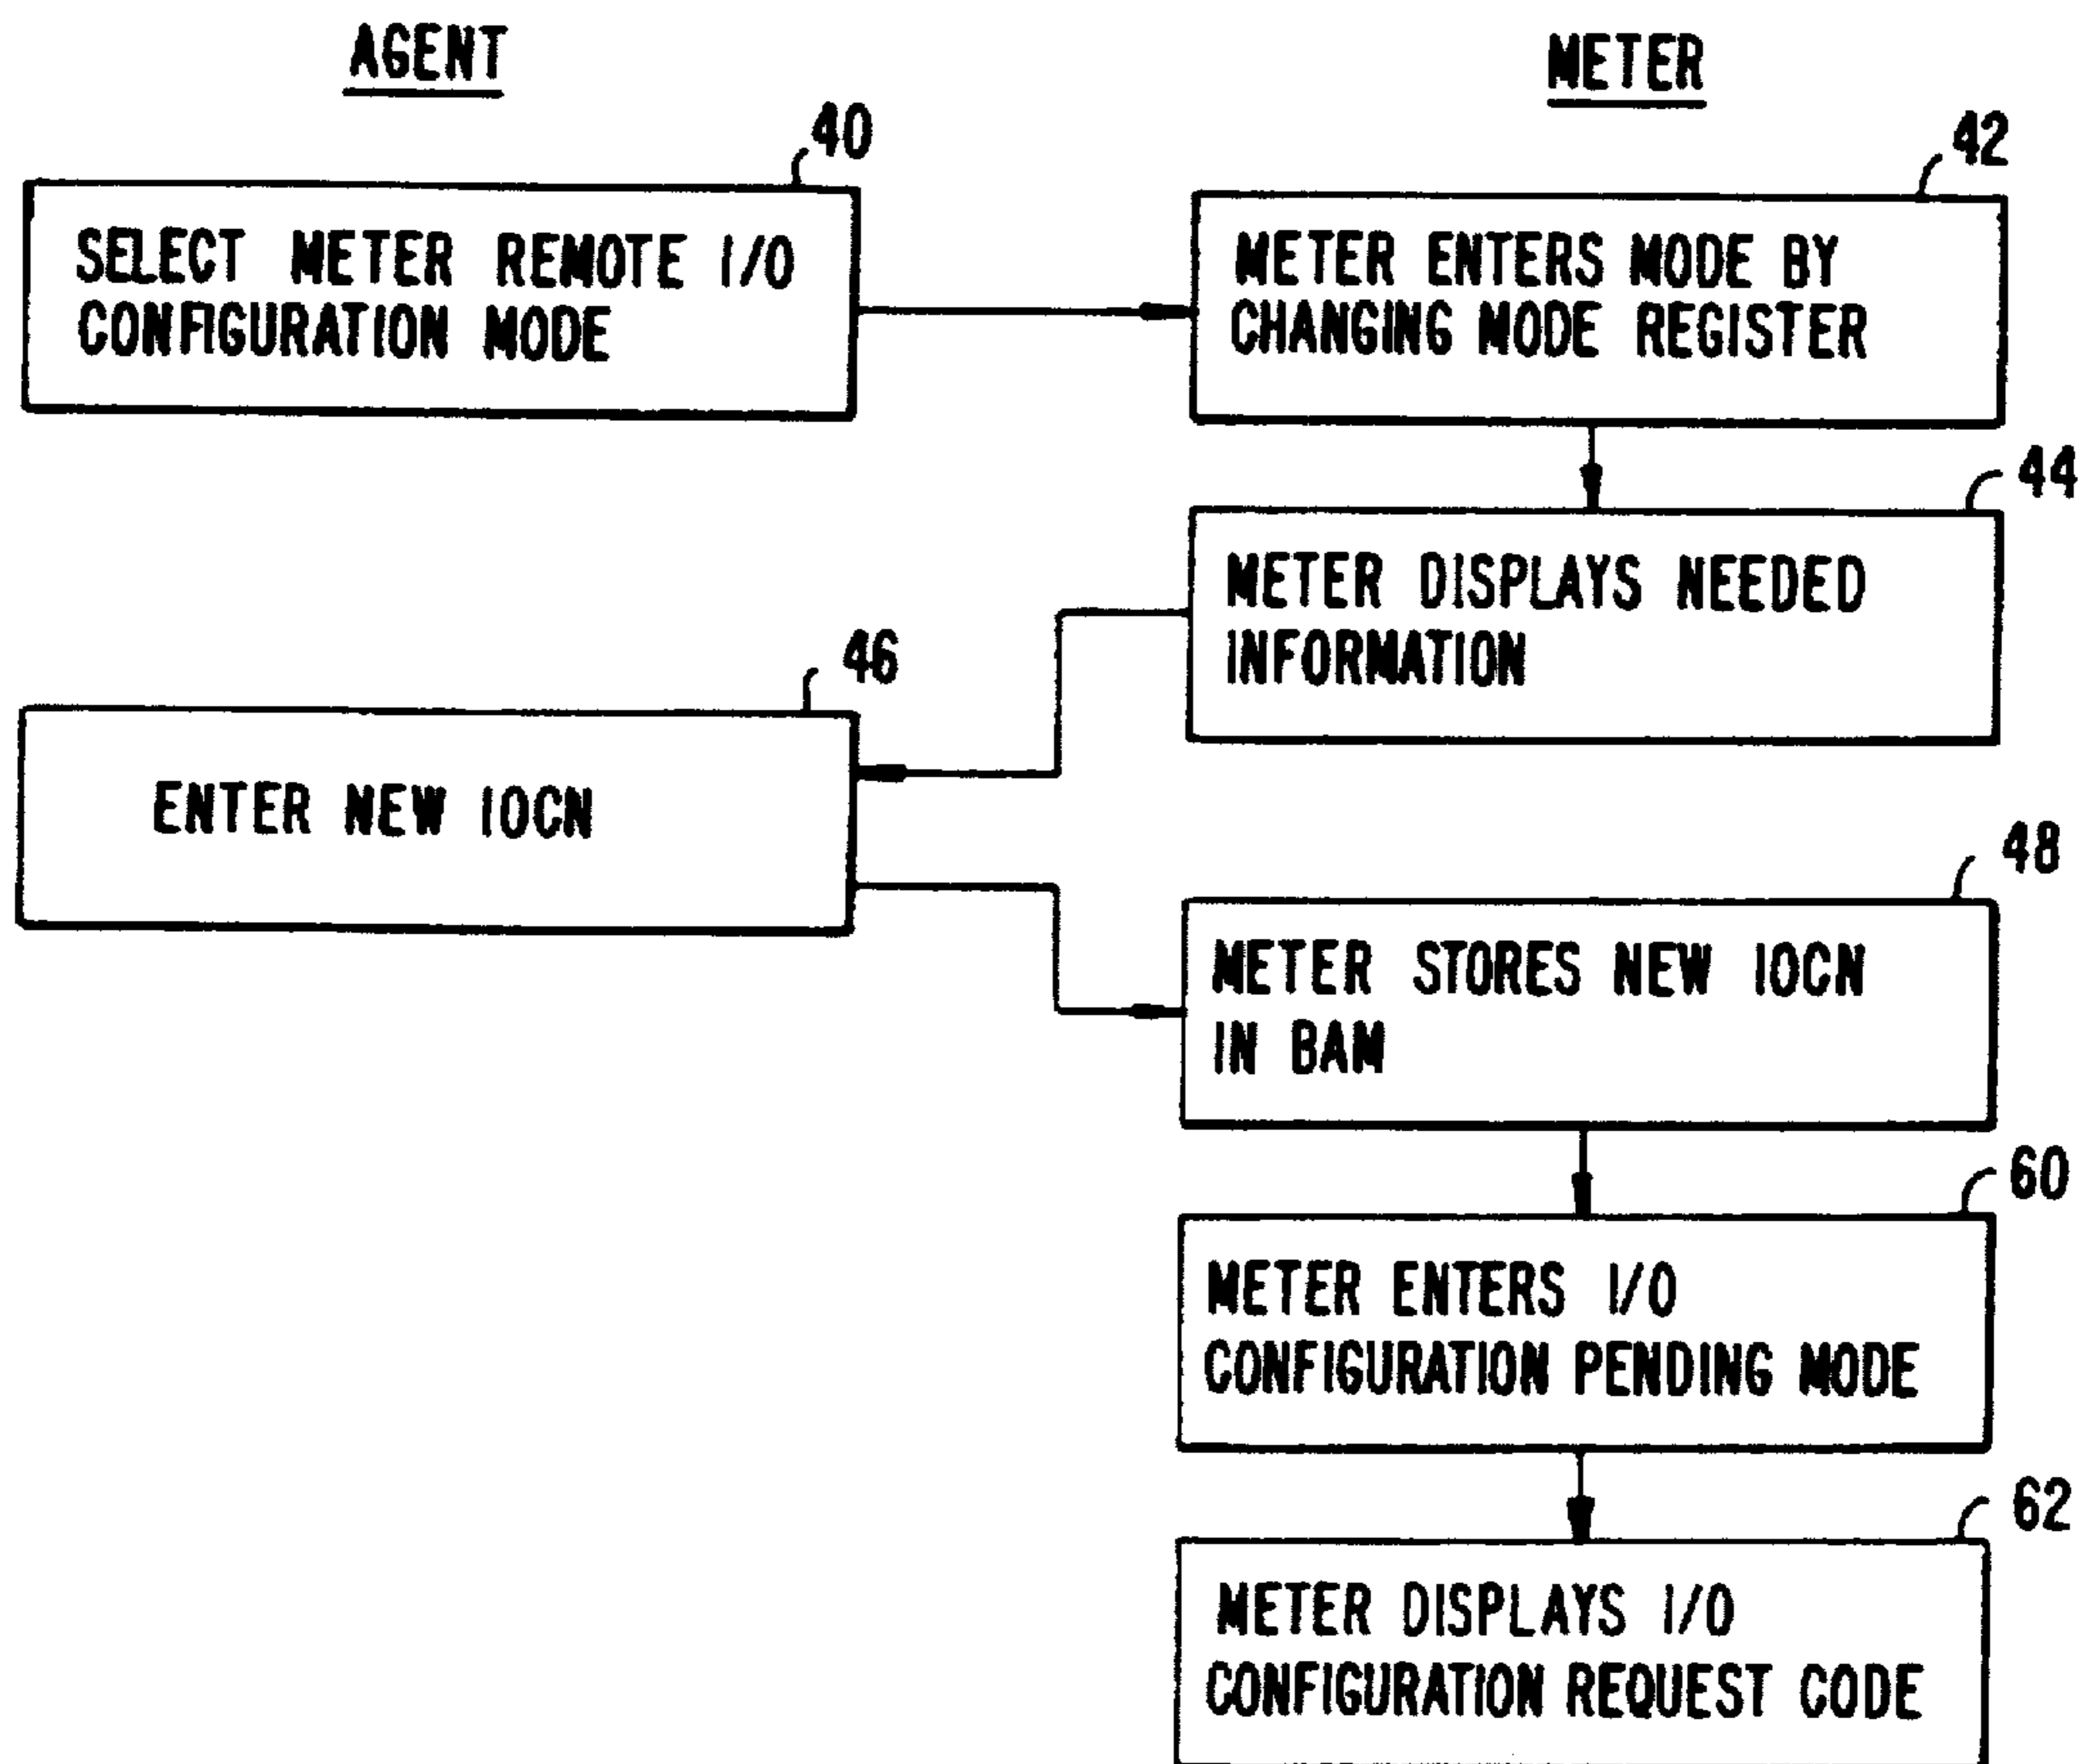 AGENT
METER
40
42
SELECT METER REMOTE I/O
CONFIGURATION MODE
METER ENTERS MODE BY
CHANGING MODE REGISTER
44
METER DISPLAYS NEEDED
INFORMATION
46
ENTER NEW IOCN
48
METER STORES NEW IOCN
IN BAM
60
METER ENTERS I/O
CONFIGURATION PENDING MODE
62
METER DISPLAYS I/O
CONFIGURATION REQUEST CODE